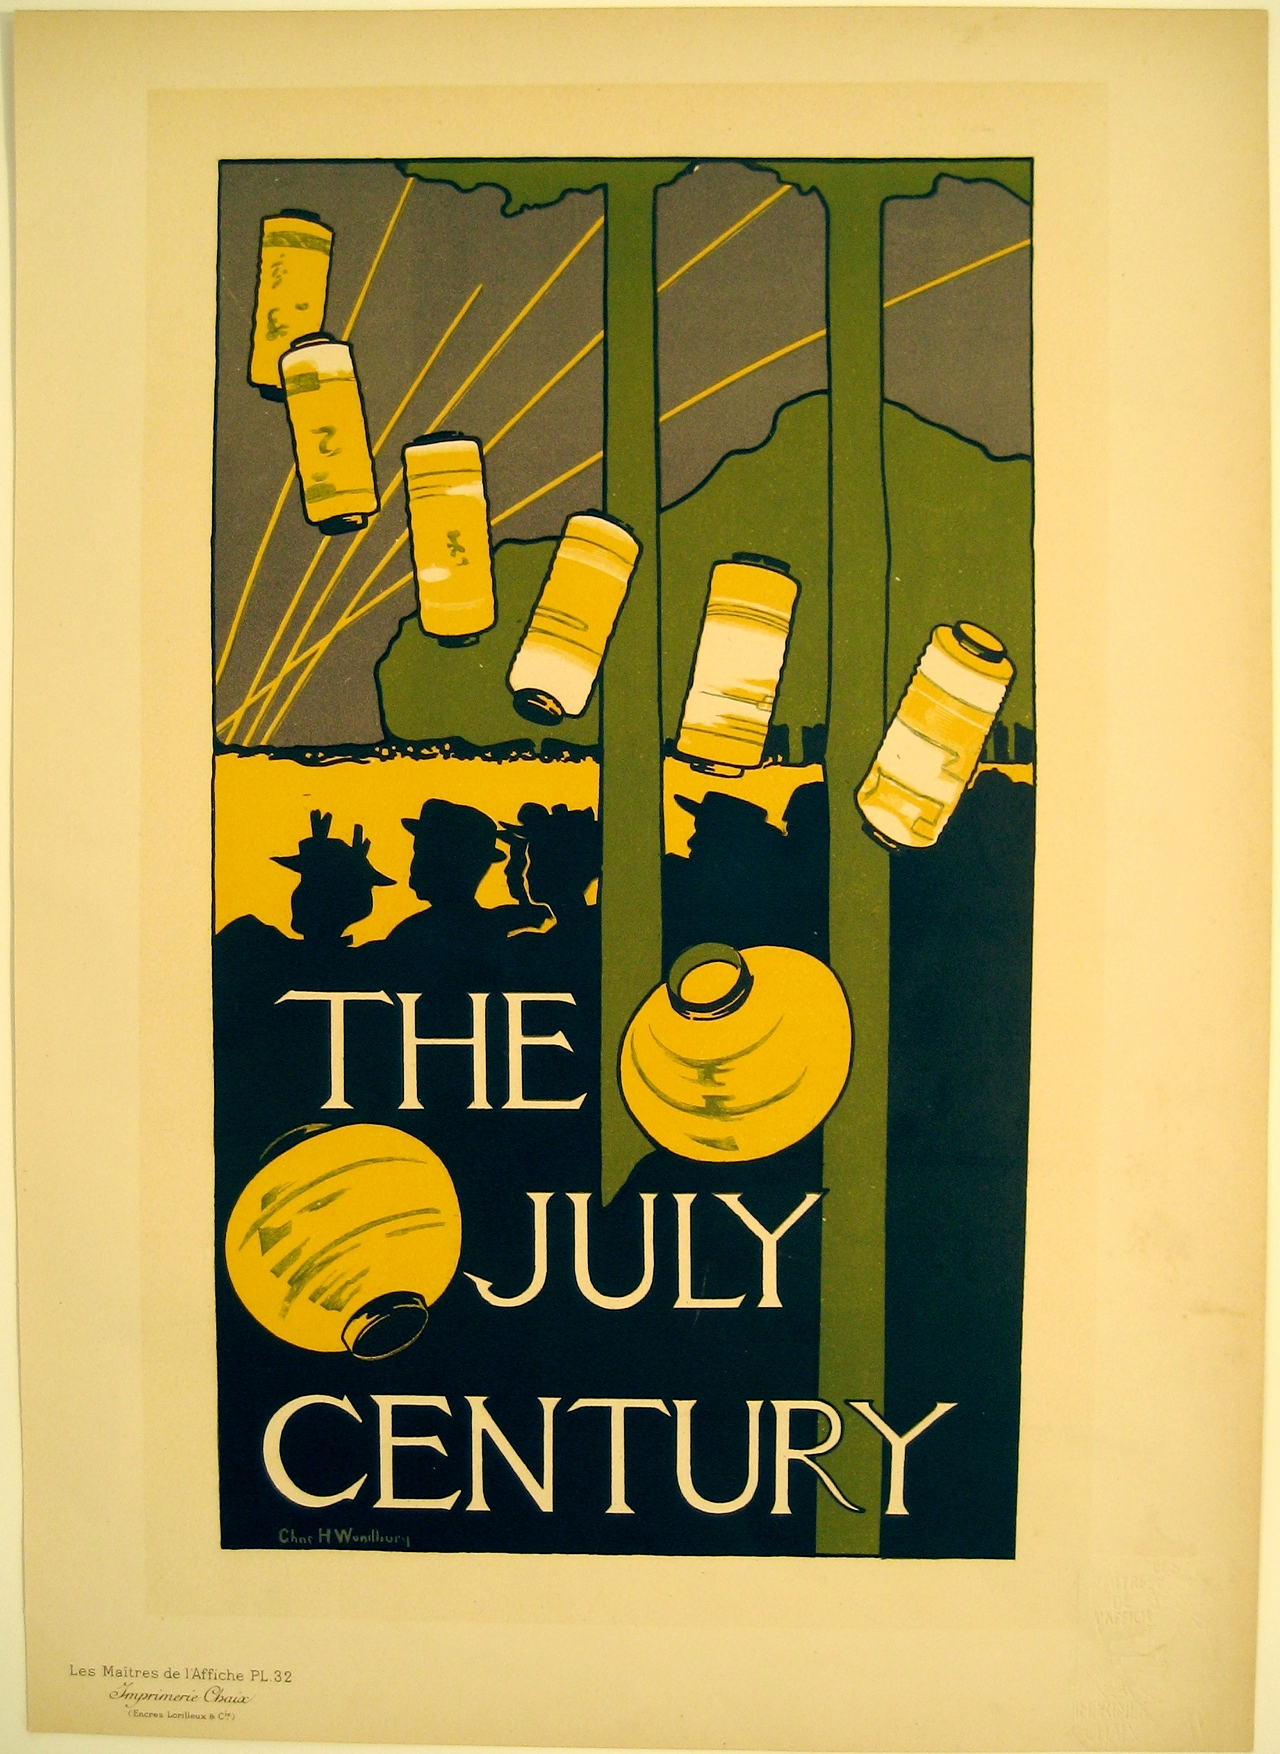 THE
JULY
CENTURY
Chas H Woodbury
Les Maitres de l'Affiche PL. 32
Imprimerie Chaix
(Encres Lorilleux & Cie)